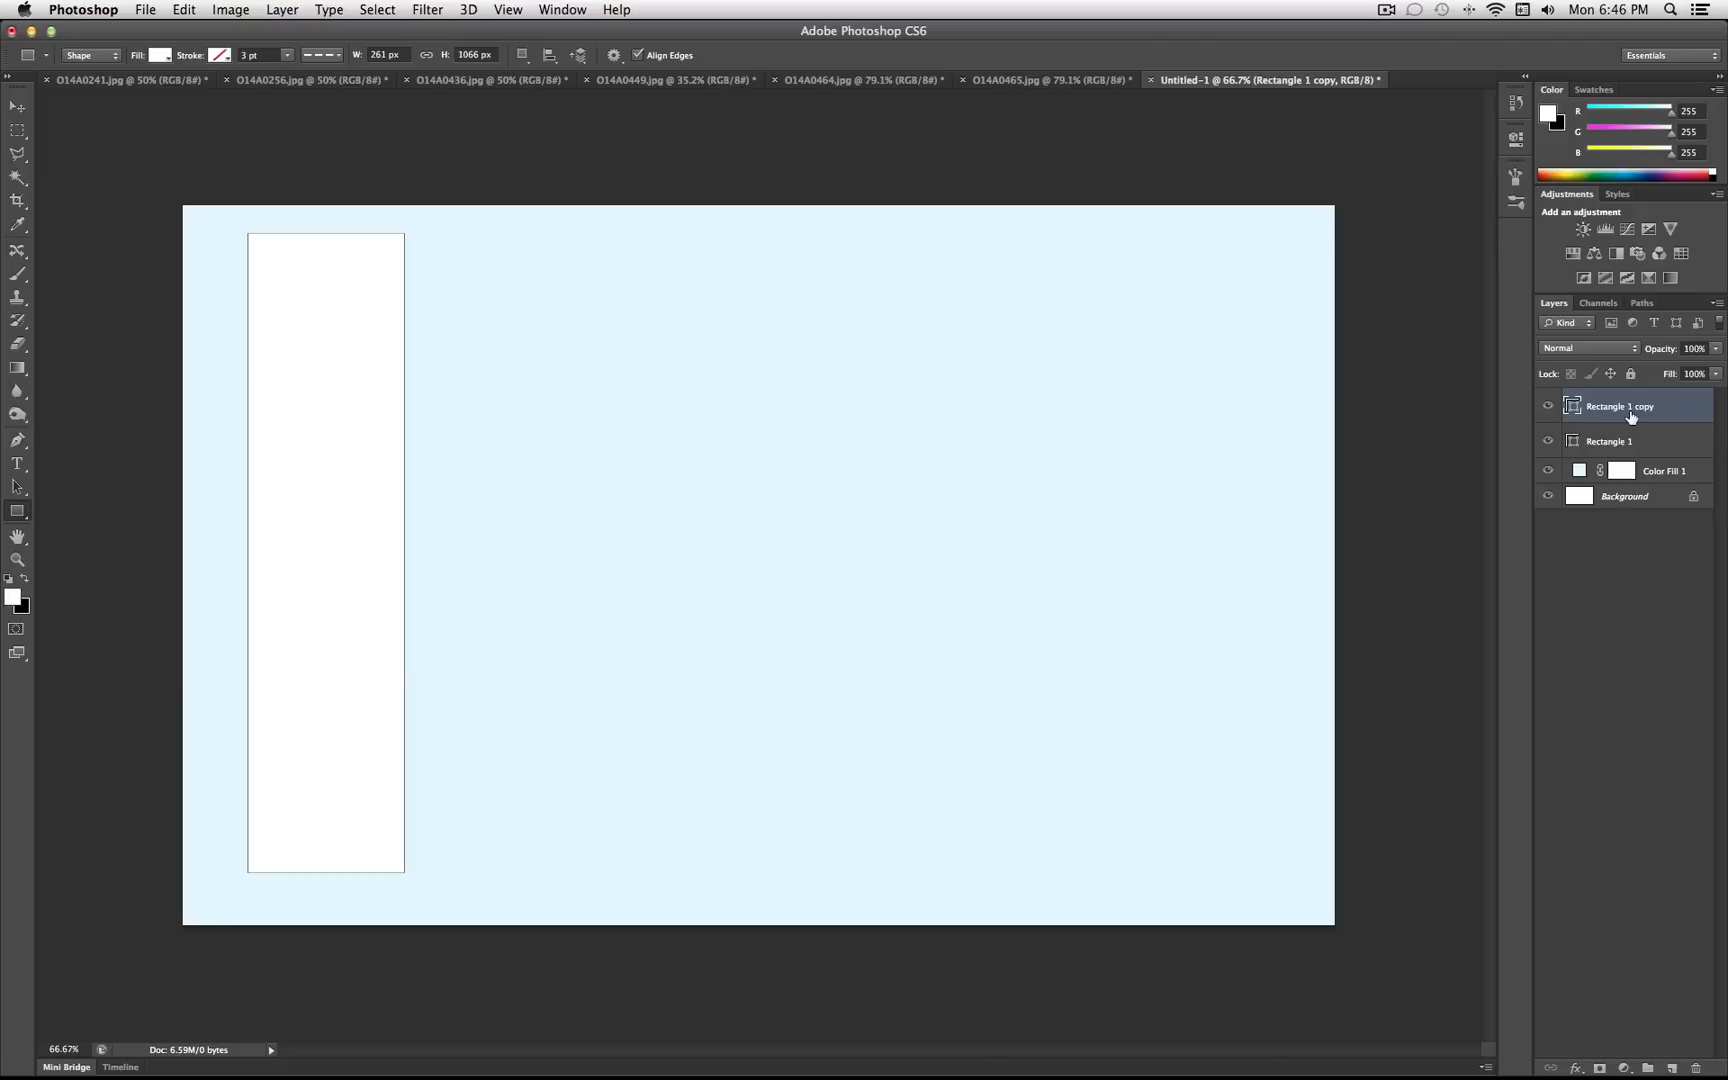 Photoshop File Edit Image Layer Type Select Filter 3D View Window Help Mon 6:46 PM
Adobe Photoshop CS6
Shape Fill: Stroke: 3 pt W: 261 px H: 1066 px Align Edges Essentials
O14A0241.jpg @ 50% (RGB/8#) * O14A0256.jpg @ 50% (RGB/8#) * O14A0436.jpg @ 50% (RGB/8#) * O14A0449.jpg @ 35.2% (RGB/8#) * O14A0464.jpg @ 79.1% (RGB/8#) * O14A0465.jpg @ 79.1% (RGB/8#) * Untitled-1 @ 66.7% (Rectangle 1 copy, RGB/8) *
Color Swatches
R 255
G 255
B 255
Adjustments Styles
Add an adjustment
Layers Channels Paths
Kind
Normal Opacity: 100%
Lock: Fill: 100%
Rectangle 1 copy
Rectangle 1
Color Fill 1
Background
66.67% Doc: 6.59M/0 bytes
Mini Bridge Timeline
fx